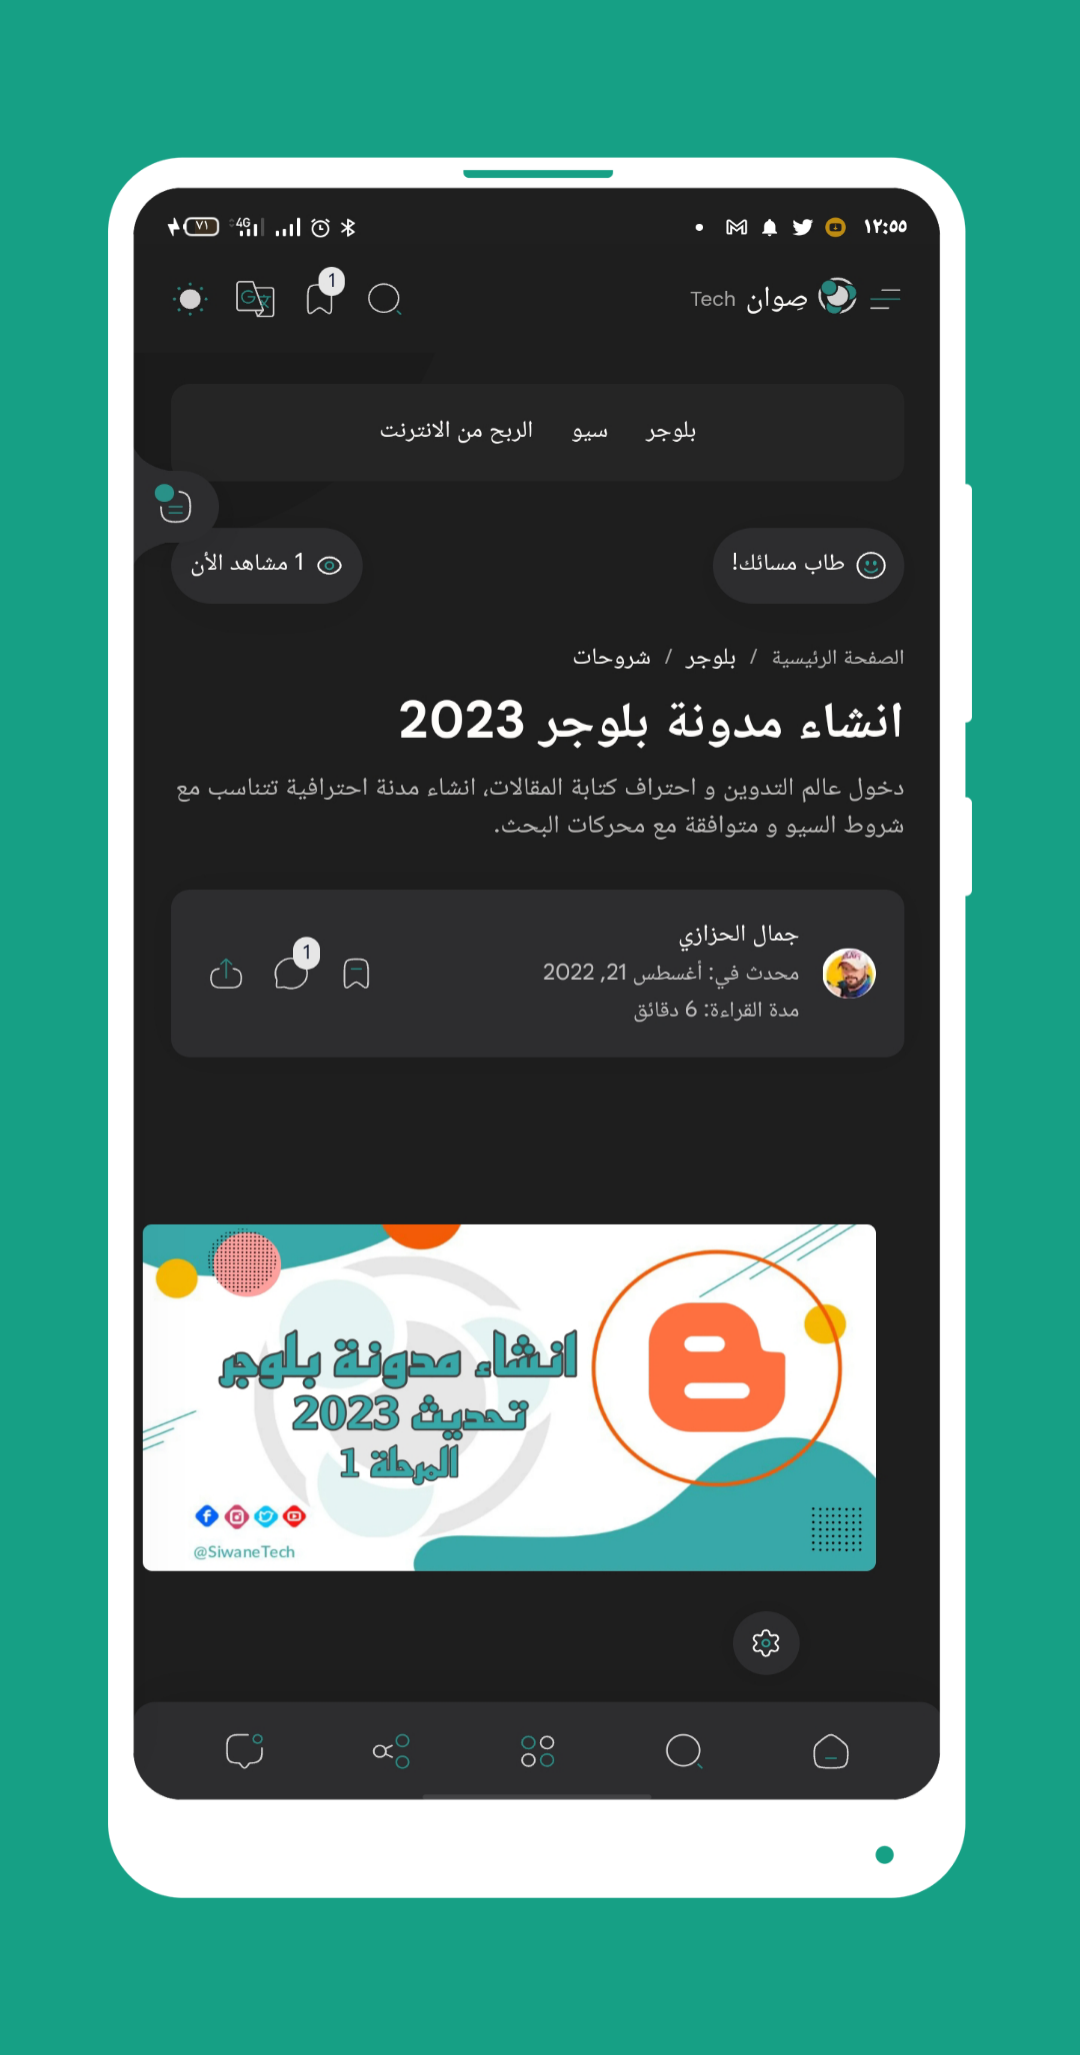 ١٢:٥٥
4G
٧١
صِوان Tech
1
بلوجر سيو الربح من الانترنت
طاب مسائك!
1 مشاهد الأن
الصفحة الرئيسية / بلوجر / شروحات
انشاء مدونة بلوجر 2023
دخول عالم التدوين و احتراف كتابة المقالات، انشاء مدنة احترافية تتناسب مع
شروط السيو و متوافقة مع محركات البحث.
جمال الحزازي
محدث في: أغسطس 21, 2022
مدة القراءة: 6 دقائق
1
انشاء مدونة بلوجر
تحديث 2023
المرحلة 1
@SiwaneTech